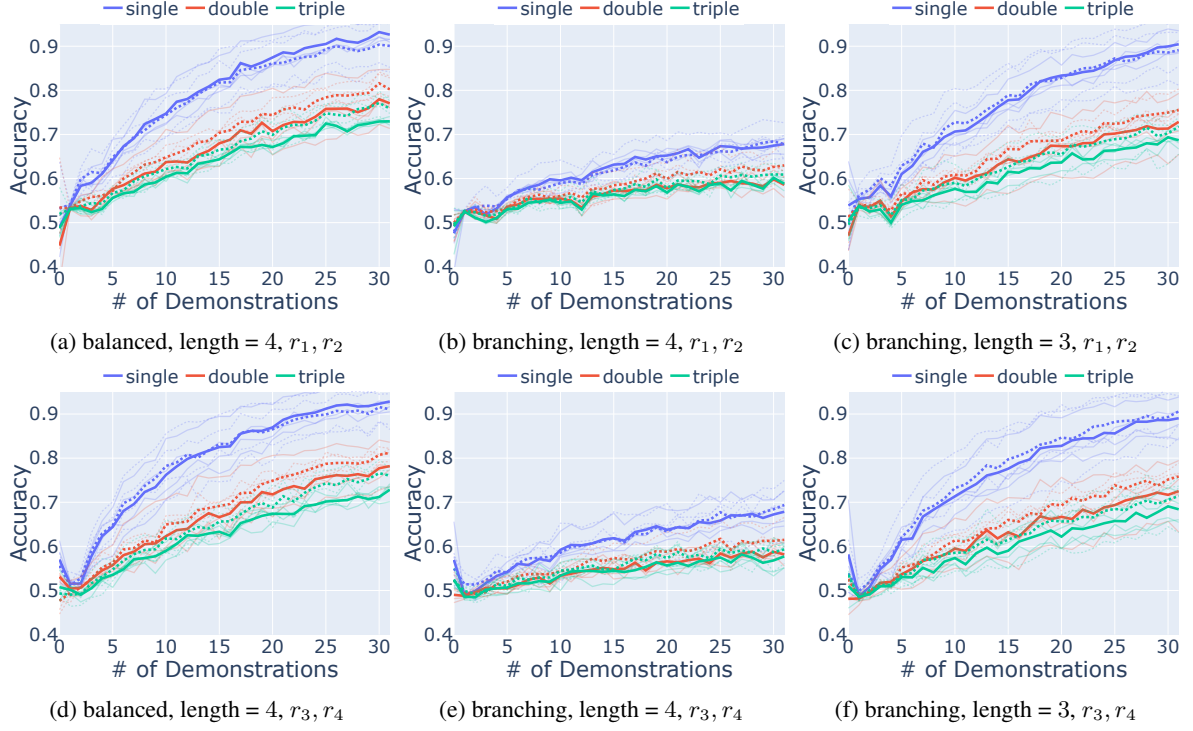 single double triple single double triple single double triple
0.9 0.9 0.9
0.8 0.8 0.8
0.7 0.7 0.7
0.6 0.6 0.6
0.5 0.5 0.5
0.4 0.4 0.4
Accuracy Accuracy Accuracy
0 5 10 15 20 25 30 0 5 10 15 20 25 30 0 5 10 15 20 25 30
# of Demonstrations # of Demonstrations # of Demonstrations
(a) balanced, length = 4, r₁, r₂ (b) branching, length = 4, r₁, r₂ (c) branching, length = 3, r₁, r₂
single double triple single double triple single double triple
0.9 0.9 0.9
0.8 0.8 0.8
0.7 0.7 0.7
0.6 0.6 0.6
0.5 0.5 0.5
0.4 0.4 0.4
Accuracy Accuracy Accuracy
0 5 10 15 20 25 30 0 5 10 15 20 25 30 0 5 10 15 20 25 30
# of Demonstrations # of Demonstrations # of Demonstrations
(d) balanced, length = 4, r₃, r₄ (e) branching, length = 4, r₃, r₄ (f) branching, length = 3, r₃, r₄